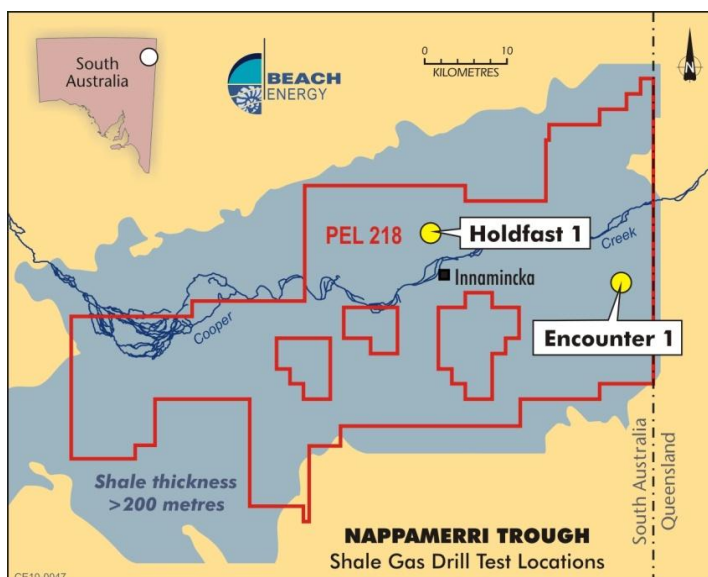 South
Australia
BEACH
ENERGY
0 10
KILOMETRES
N
PEL 218
Holdfast 1
Creek
Innamincka
Cooper
Encounter 1
Shale thickness
>200 metres
South Australia
Queensland
NAPPAMERRI TROUGH
Shale Gas Drill Test Locations